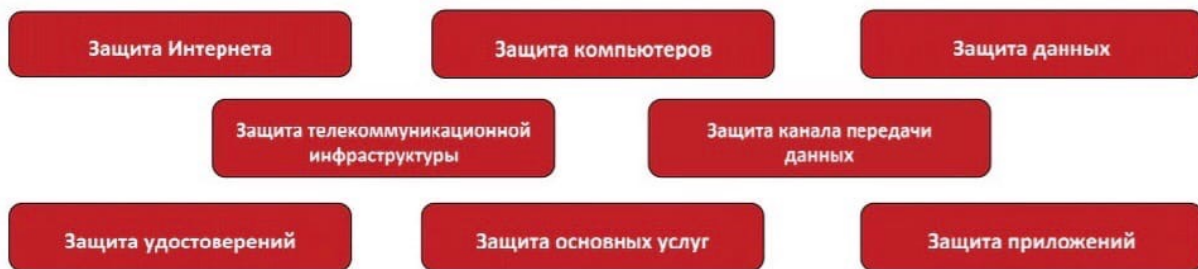 Защита Интернета
Защита компьютеров
Защита данных
Защита телекоммуникационной
инфраструктуры
Защита канала передачи
данных
Защита удостоверений
Защита основных услуг
Защита приложений